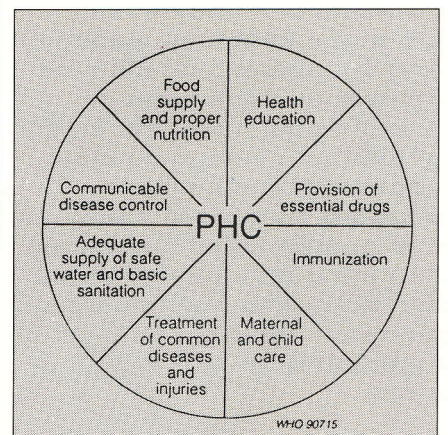 Food
supply
and proper
nutrition
Health
education
Communicable
disease control
Provision of
essential drugs
PHC
Adequate
supply of safe
water and basic
sanitation
Immunization
Treatment
of common
diseases
and
injuries
Maternal
and child
care
WHO 90715